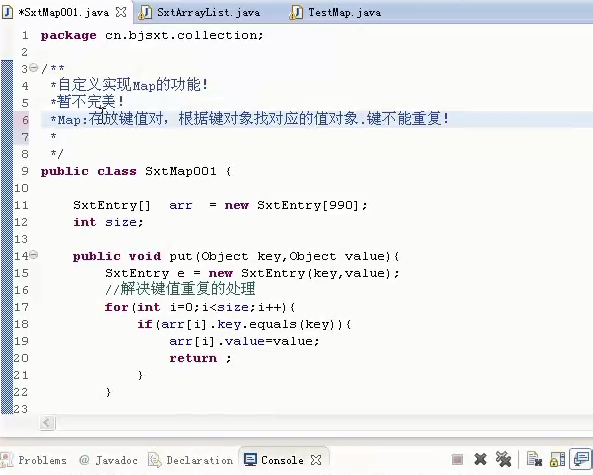 *SxtMap001.java SxtArrayList.java TestMap.java
1 package cn.bjsxt.collection;
2
3 /**
4 *自定义实现Map的功能!
5 *暂不完美!
6 *Map:存放键值对，根据键对象找对应的值对象.键不能重复!
7 *
8 */
9 public class SxtMap001 {
10
11 SxtEntry[] arr = new SxtEntry[990];
12 int size;
13
14 public void put(Object key,Object value){
15 SxtEntry e = new SxtEntry(key,value);
16 //解决键值重复的处理
17 for(int i=0;i<size;i++){
18 if(arr[i].key.equals(key)){
19 arr[i].value=value;
20 return ;
21 }
22 }
23
Problems @ Javadoc Declaration Console